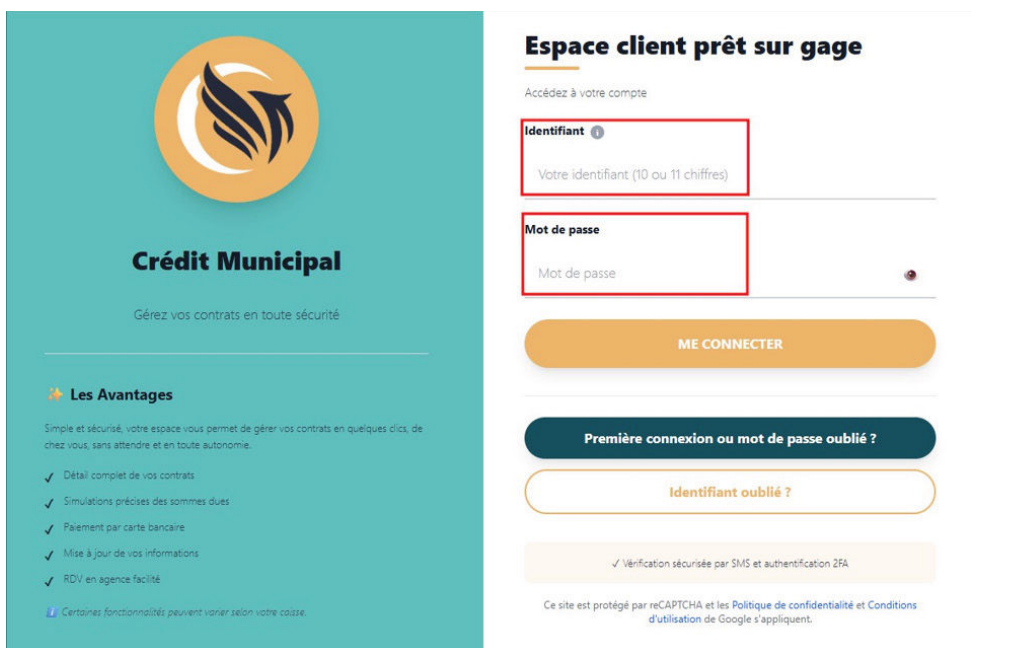 Crédit Municipal
Gérez vos contrats en toute sécurité
Les Avantages
Simple et sécurisé, votre espace vous permet de gérer vos contrats en quelques clics, de
chez vous, sans attendre et en toute autonomie.
Détail complet de vos contrats
Simulations précises des sommes dues
Paiement par carte bancaire
Mise à jour de vos informations
RDV en agence facilité
Certaines fonctionnalités peuvent varier selon votre caisse.
Espace client prêt sur gage
Accédez à votre compte
Identifiant
Votre identifiant (10 ou 11 chiffres)
Mot de passe
Mot de passe
ME CONNECTER
Première connexion ou mot de passe oublié ?
Identifiant oublié ?
✓ Vérification sécurisée par SMS et authentification 2FA
Ce site est protégé par reCAPTCHA et les Politique de confidentialité et Conditions
d'utilisation de Google s'appliquent.